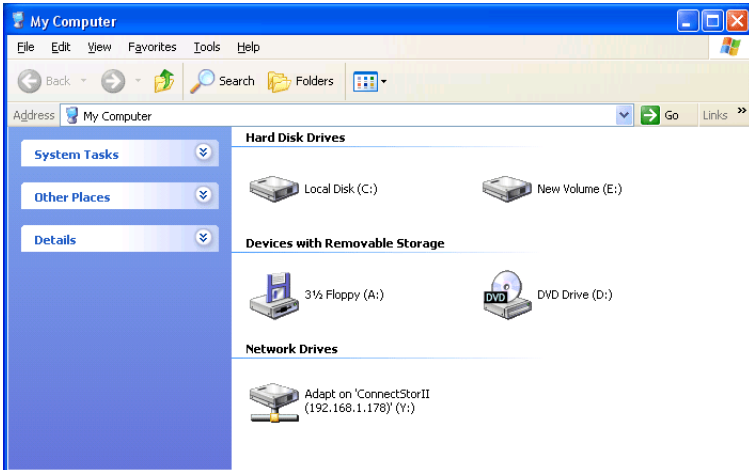 My Computer
File Edit View Favorites Tools Help
Back Search Folders
Address My Computer Go Links »
System Tasks
Other Places
Details
Hard Disk Drives
Local Disk (C:) New Volume (E:)
Devices with Removable Storage
3½ Floppy (A:) DVD DVD Drive (D:)
Network Drives
Adapt on 'ConnectStorII
(192.168.1.178)' (Y:)